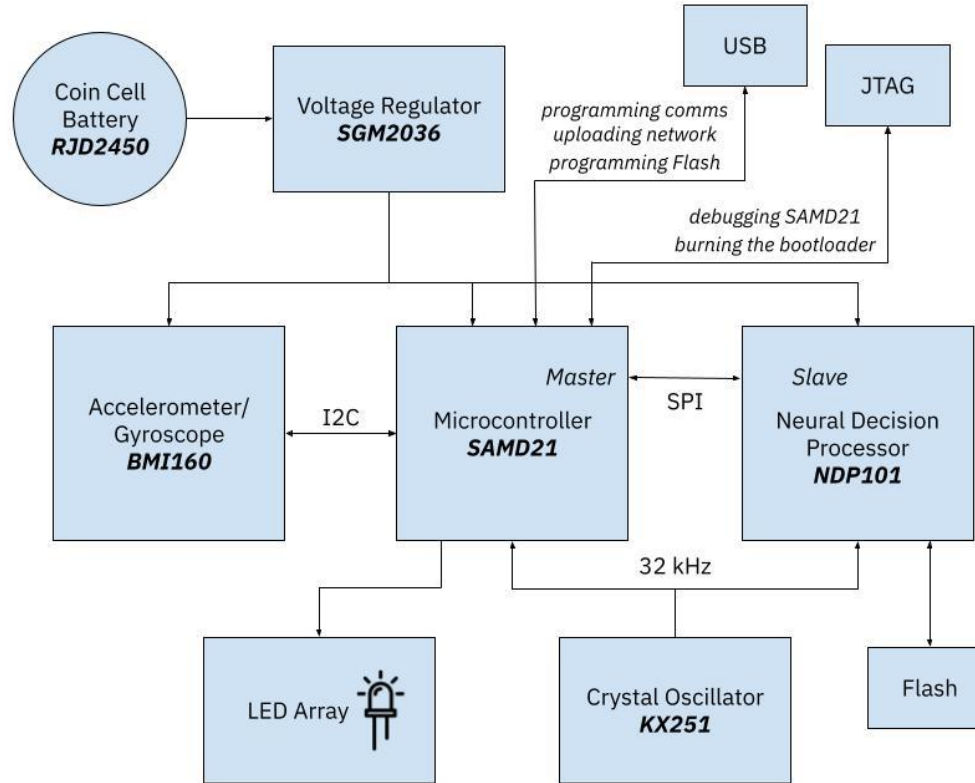 Coin Cell
Battery
RJD2450
Voltage Regulator
SGM2036
USB
JTAG
programming comms
uploading network
programming Flash
debugging SAMD21
burning the bootloader
Accelerometer/
Gyroscope
BMI160
I2C
Master
Microcontroller
SAMD21
SPI
Slave
Neural Decision
Processor
NDP101
32 kHz
LED Array
Crystal Oscillator
KX251
Flash